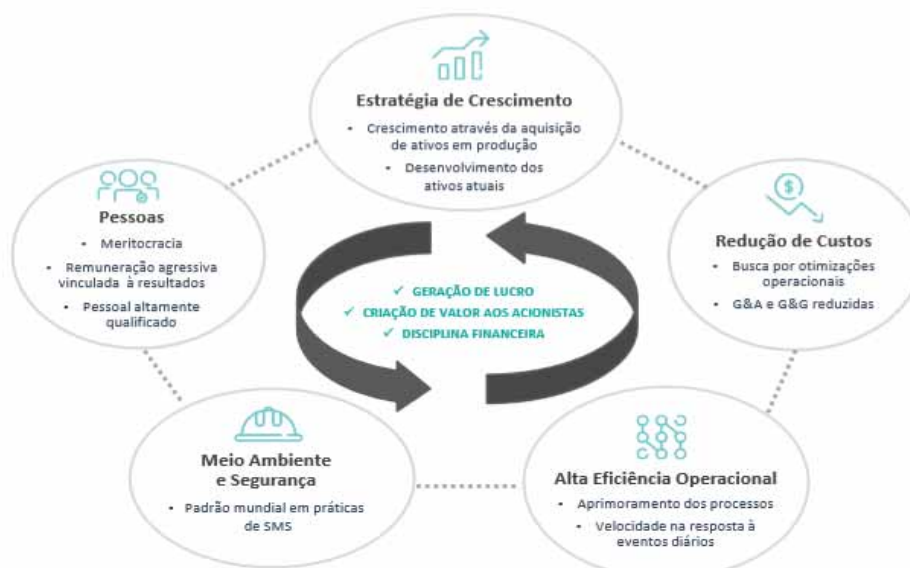 Estratégia de Crescimento
• Crescimento através da aquisição
de ativos em produção
• Desenvolvimento dos
ativos atuais
Pessoas
• Meritocracia
• Remuneração agressiva
vinculada à resultados
• Pessoal altamente
qualificado
Redução de Custos
• Busca por otimizações
operacionais
• G&A e G&G reduzidas
✓ GERAÇÃO DE LUCRO
✓ CRIAÇÃO DE VALOR AOS ACIONISTAS
✓ DISCIPLINA FINANCEIRA
Meio Ambiente
e Segurança
• Padrão mundial em práticas
de SMS
Alta Eficiência Operacional
• Aprimoramento dos processos
• Velocidade na resposta à
eventos diários